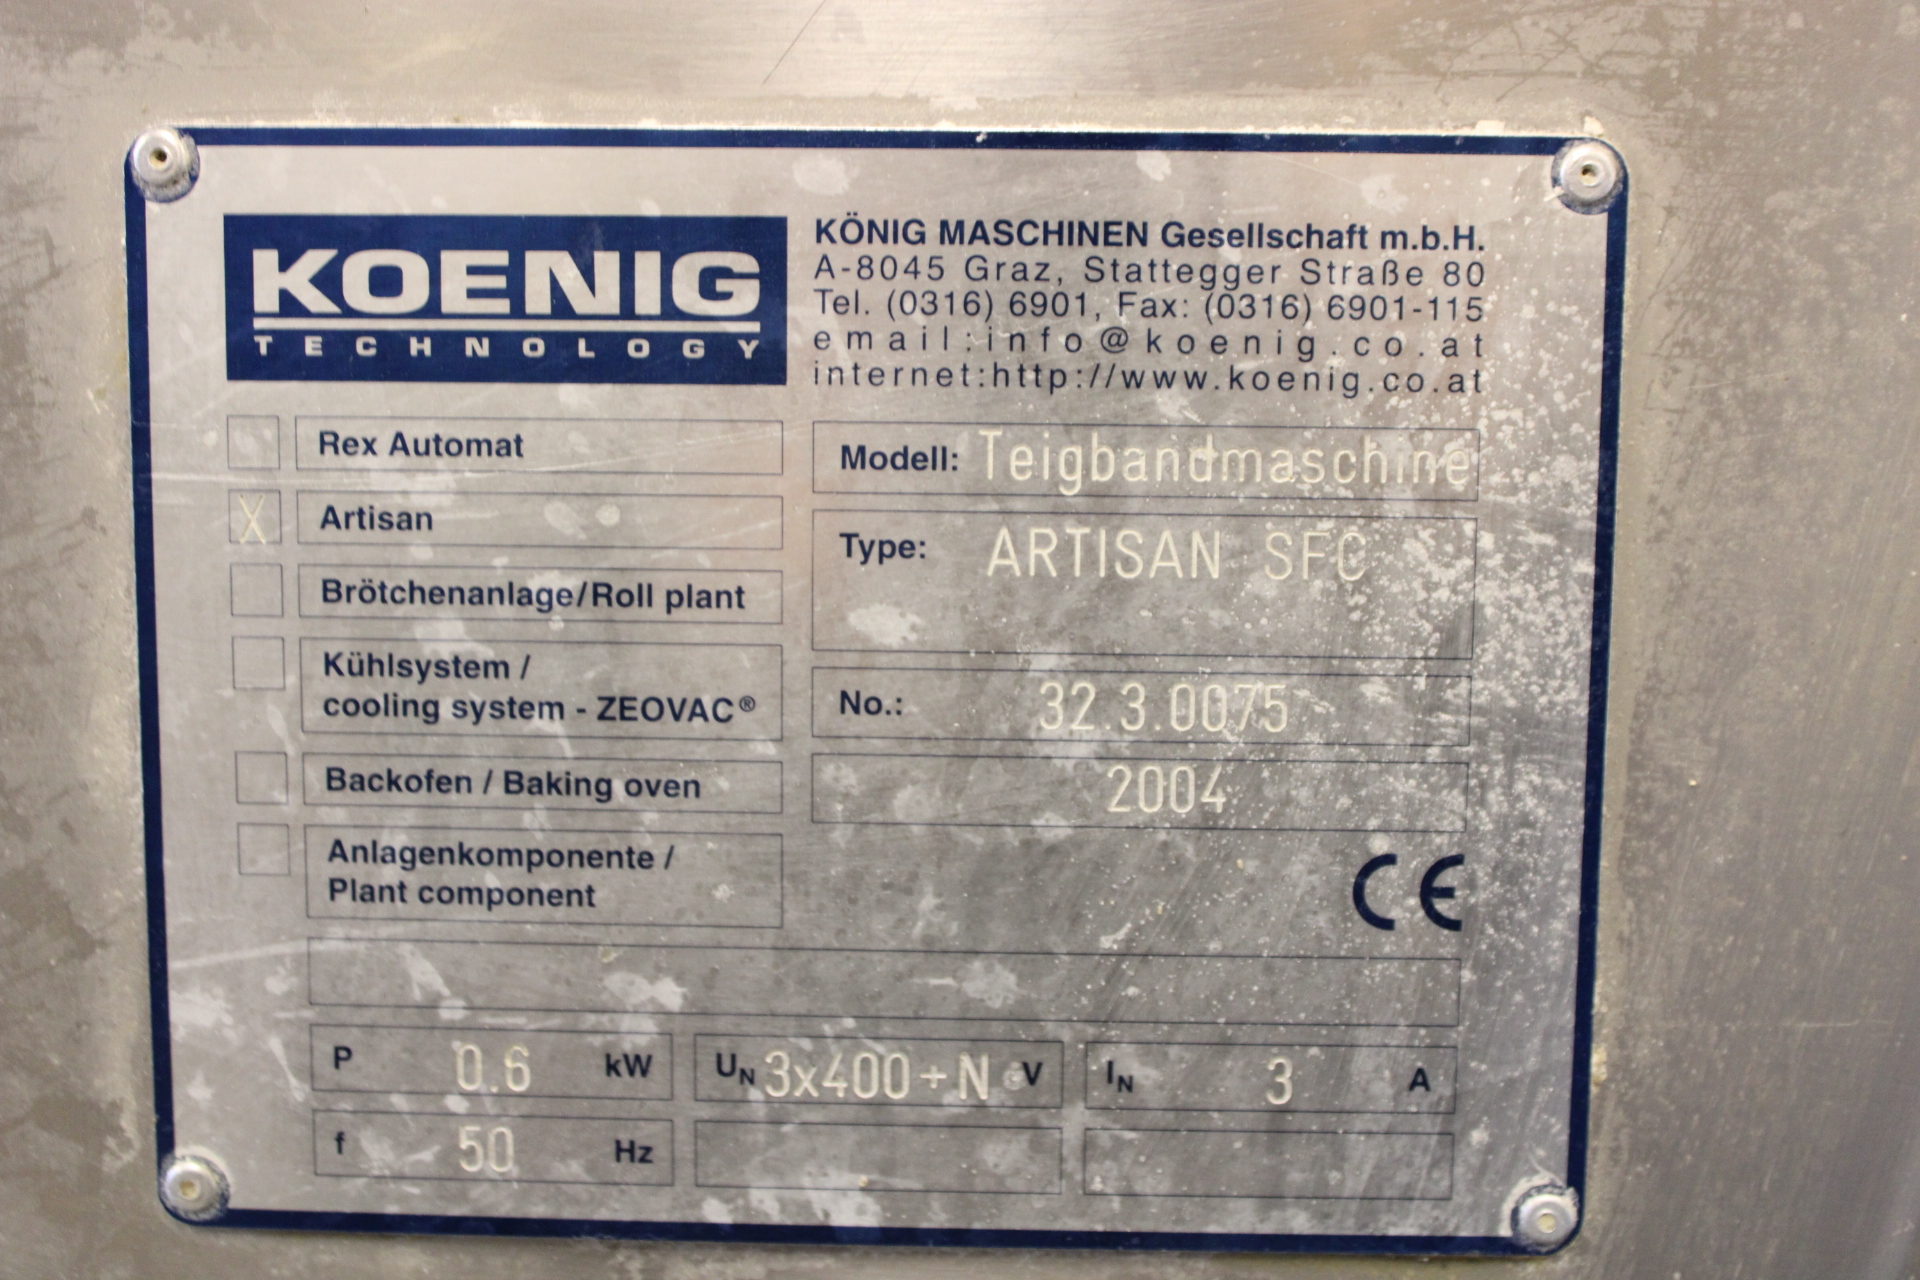 KOENIG
TECHNOLOGY
KÖNIG MASCHINEN Gesellschaft m.b.H.
A-8045 Graz, Stattegger Straße 80
Tel. (0316) 6901, Fax: (0316) 6901-115
email:info@koenig.co.at
internet:http://www.koenig.co.at
Rex Automat
X Artisan
Brötchenanlage/Roll plant
Kühlsystem /
cooling system - ZEOVAC®
Backofen / Baking oven
Anlagenkomponente /
Plant component
Modell: Teigbandmaschine
Type: ARTISAN SFC
No.: 32.3.0075
2004
CE
P 0.6 kW
UN 3x400+N V
IN 3 A
f 50 Hz